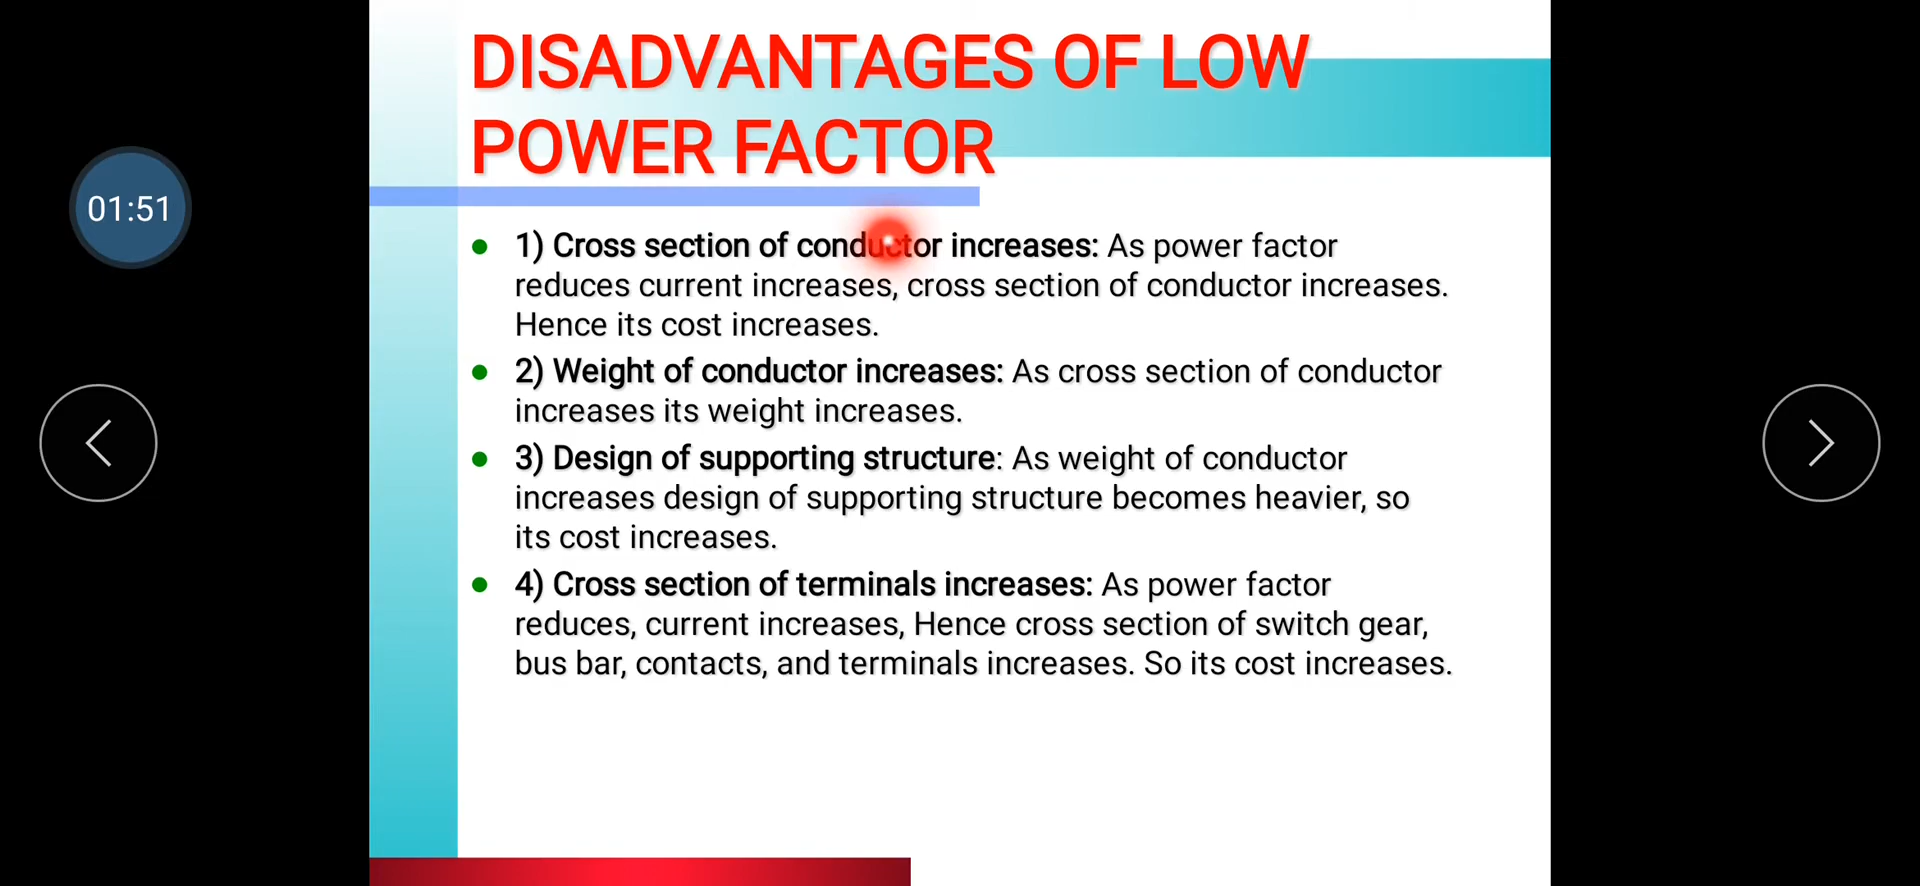 DISADVANTAGES OF LOW
POWER FACTOR
01:51
1) Cross section of conductor increases: As power factor
reduces current increases, cross section of conductor increases.
Hence its cost increases.
2) Weight of conductor increases: As cross section of conductor
increases its weight increases.
3) Design of supporting structure: As weight of conductor
increases design of supporting structure becomes heavier, so
its cost increases.
4) Cross section of terminals increases: As power factor
reduces, current increases, Hence cross section of switch gear,
bus bar, contacts, and terminals increases. So its cost increases.